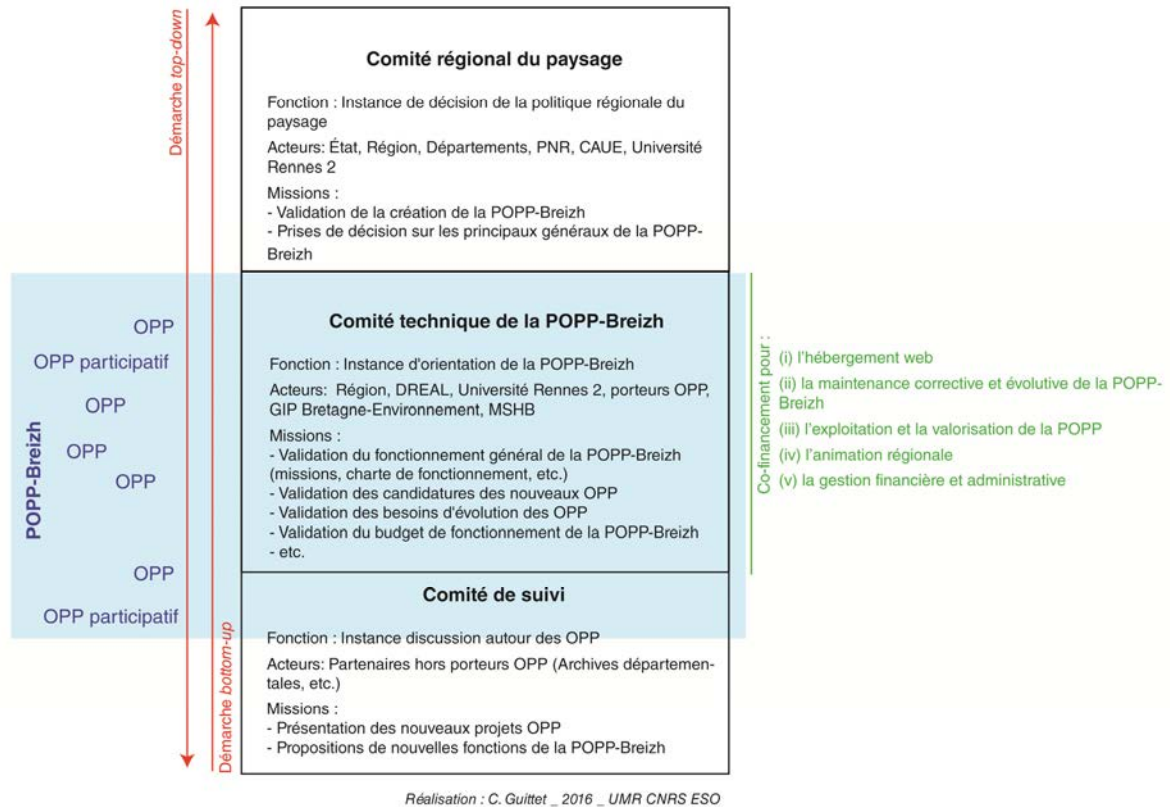 Démarche top-down
Démarche bottom-up
Comité régional du paysage
Fonction : Instance de décision de la politique régionale du
paysage
Acteurs: État, Région, Départements, PNR, CAUE, Université
Rennes 2
Missions :
- Validation de la création de la POPP-Breizh
- Prises de décision sur les principaux généraux de la POPP-
Breizh
POPP-Breizh
OPP
OPP participatif
OPP
OPP
OPP
OPP
OPP participatif
Comité technique de la POPP-Breizh
Fonction : Instance d'orientation de la POPP-Breizh
Acteurs: Région, DREAL, Université Rennes 2, porteurs OPP,
GIP Bretagne-Environnement, MSHB
Missions :
- Validation du fonctionnement général de la POPP-Breizh
(missions, charte de fonctionnement, etc.)
- Validation des candidatures des nouveaux OPP
- Validation des besoins d'évolution des OPP
- Validation du budget de fonctionnement de la POPP-Breizh
- etc.
Co-financement pour :
(i) l'hébergement web
(ii) la maintenance corrective et évolutive de la POPP-
Breizh
(iii) l'exploitation et la valorisation de la POPP
(iv) l'animation régionale
(v) la gestion financière et administrative
Comité de suivi
Fonction : Instance discussion autour des OPP
Acteurs: Partenaires hors porteurs OPP (Archives départemen-
tales, etc.)
Missions :
- Présentation des nouveaux projets OPP
- Propositions de nouvelles fonctions de la POPP-Breizh
Réalisation : C. Guittet _ 2016 _ UMR CNRS ESO